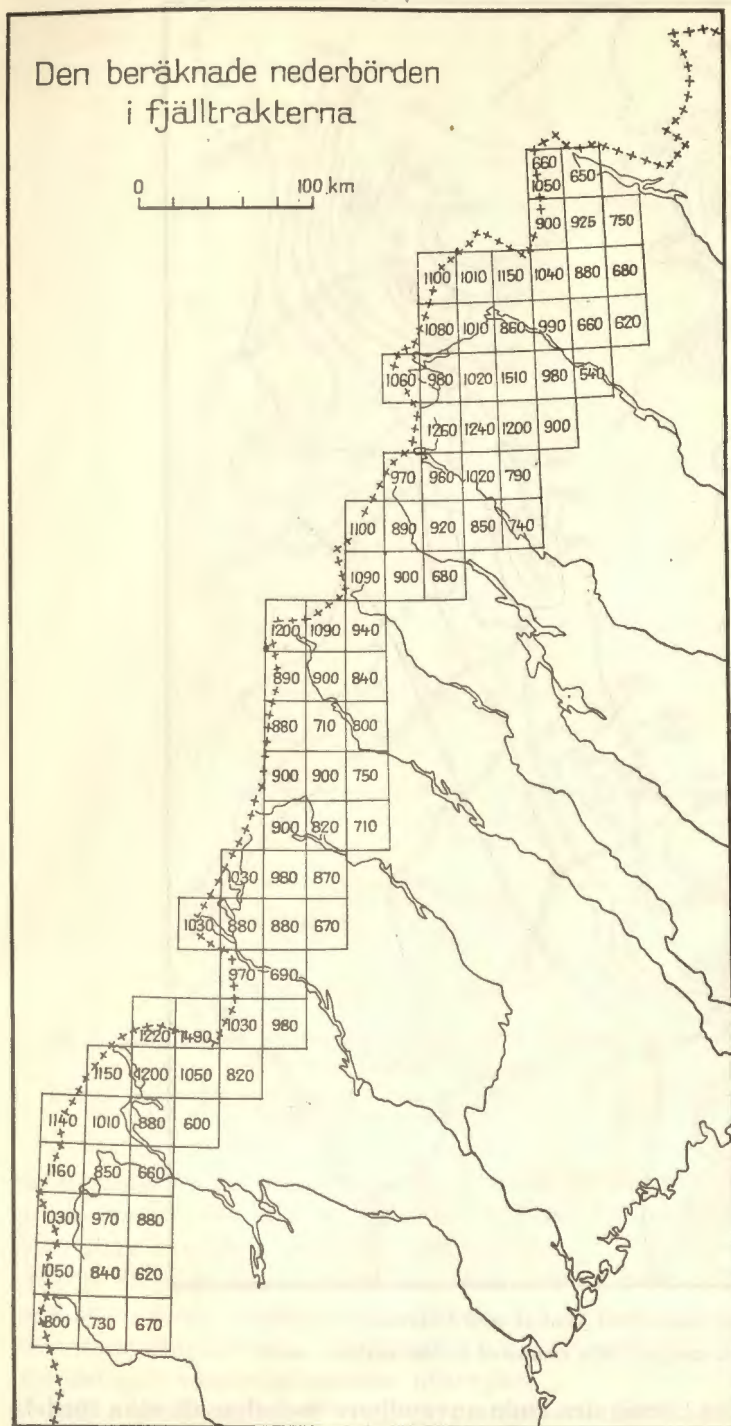 Den beräknade nederbörden
i fjälltrakterna
0 100 km
660
1050 650
900 925 750
1100 1010 1150 1040 880 680
1080 1010 860 990 660 620
1060 980 1020 1510 980 540
1260 1240 1200 900
970 960 1020 790
1100 890 920 850 740
1090 900 680
1200 1090 940
890 900 840
880 710 800
900 900 750
900 820 710
1030 980 870
1030 880 880 670
970 690
1220 1490 1030 980
1150 1200 1050 820
1140 1010 880 600
1160 850 660
1030 970 880
1050 840 620
800 730 670